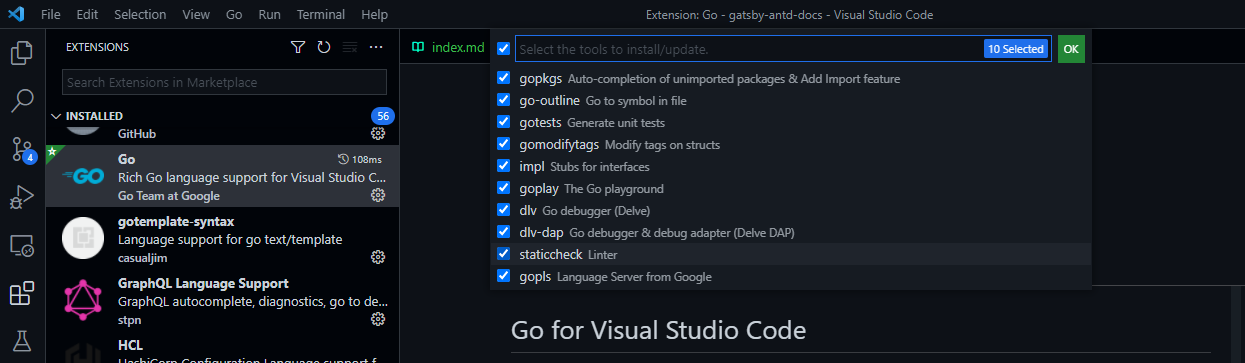 File Edit Selection View Go Run Terminal Help
Extension: Go - gatsby-antd-docs - Visual Studio Code
EXTENSIONS
Search Extensions in Marketplace
INSTALLED 56
GitHub
Go 108ms
Rich Go language support for Visual Studio C...
Go Team at Google
gotemplate-syntax
Language support for go text/template
casualjim
GraphQL Language Support
GraphQL autocomplete, diagnostics, go to de...
stpn
HCL
HashiCorp Configuration Language support f...
4
index.md
Select the tools to install/update. 10 Selected OK
gopkgs Auto-completion of unimported packages & Add Import feature
go-outline Go to symbol in file
gotests Generate unit tests
gomodifytags Modify tags on structs
impl Stubs for interfaces
goplay The Go playground
dlv Go debugger (Delve)
dlv-dap Go debugger & debug adapter (Delve DAP)
staticcheck Linter
gopls Language Server from Google
Go for Visual Studio Code